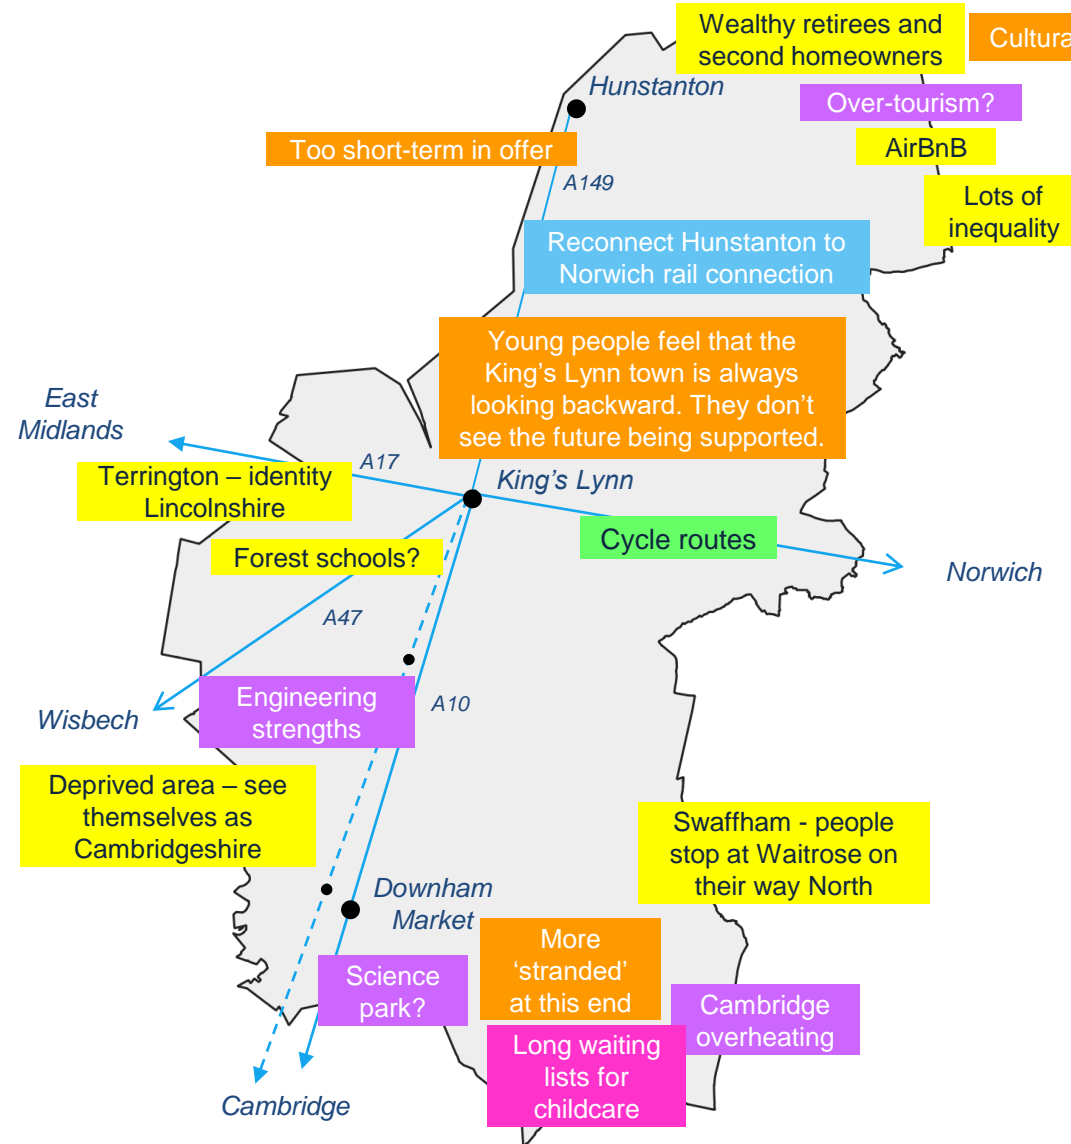 Wealthy retirees and
second homeowners
Hunstanton
Over-tourism?
Too short-term in offer
AirBnB
A149
Lots of
inequality
Reconnect Hunstanton to
Norwich rail connection
Young people feel that the
King's Lynn town is always
looking backward. They don't
see the future being supported.
East
Midlands
A17
Terrington – identity
Lincolnshire
King's Lynn
Cycle routes
Forest schools?
Norwich
A47
Engineering
strengths
A10
Wisbech
Deprived area – see
themselves as
Cambridgeshire
Swaffham - people
stop at Waitrose on
their way North
Downham
Market
More
‘stranded’
at this end
Science
park?
Cambridge
overheating
Long waiting
lists for
childcare
Cambridge